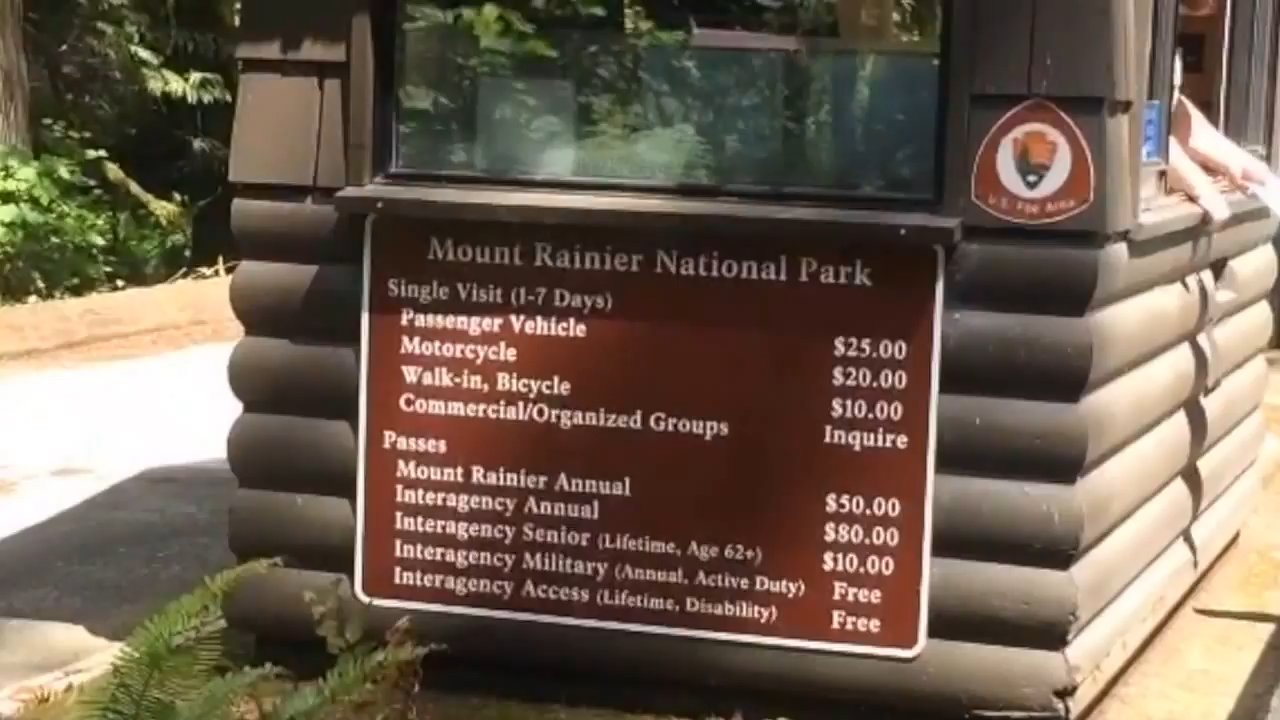 Mount Rainier National Park
Single Visit (1-7 Days)
Passenger Vehicle $25.00
Motorcycle $20.00
Walk-in, Bicycle $10.00
Commercial/Organized Groups Inquire
Passes
Mount Rainier Annual $50.00
Interagency Annual $80.00
Interagency Senior (Lifetime, Age 62+) $10.00
Interagency Military (Annual, Active Duty) Free
Interagency Access (Lifetime, Disability) Free
U.S. Fee Area